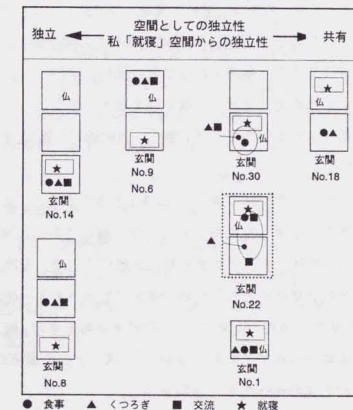 空間としての独立性
独立 私「就寝」空間からの独立性 共有
仏
玄関
No.14
仏
玄関
No.9
No.6
仏
玄関
No.30
仏
玄関
No.18
仏
玄関
No.8
仏
玄関
No.22
仏
玄関
No.1
● 食事 ▲ くつろぎ ■ 交流 ★ 就寝